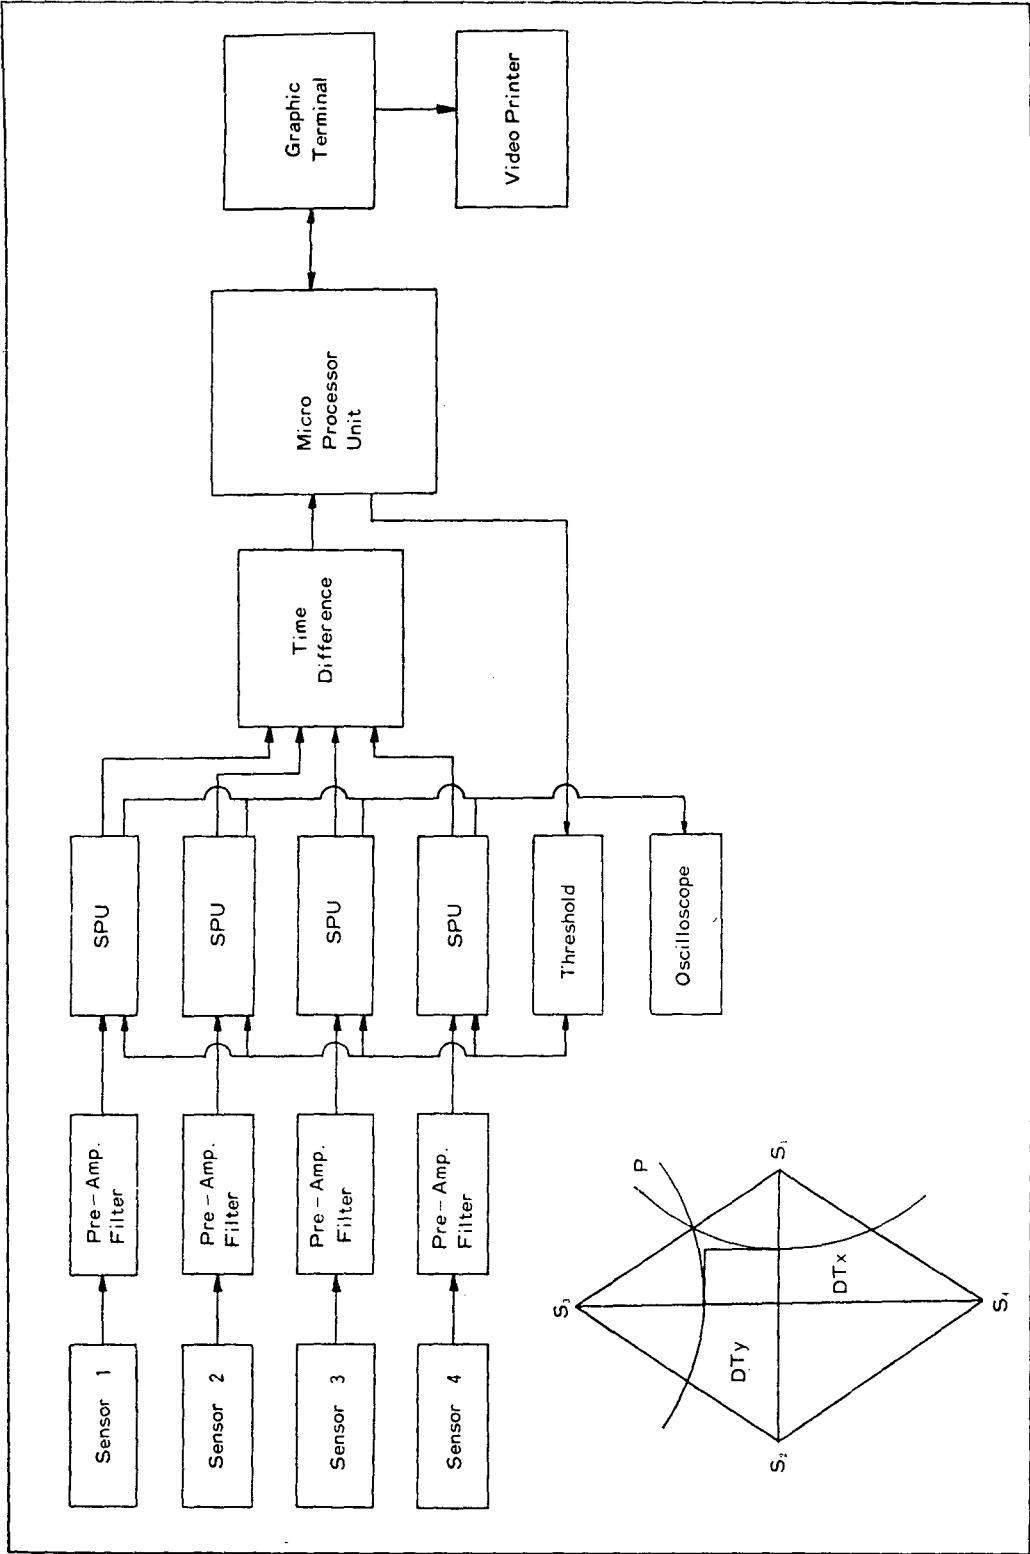 Sensor 1
Sensor 2
Sensor 3
Sensor 4
Pre-Amp.
Filter
Pre-Amp.
Filter
Pre-Amp.
Filter
Pre-Amp.
Filter
SPU
SPU
SPU
SPU
Threshold
Oscilloscope
Time
Difference
Micro
Processor
Unit
Graphic
Terminal
Video Printer
S₃
P
DTy
DTx
S₂
S₁
S₄